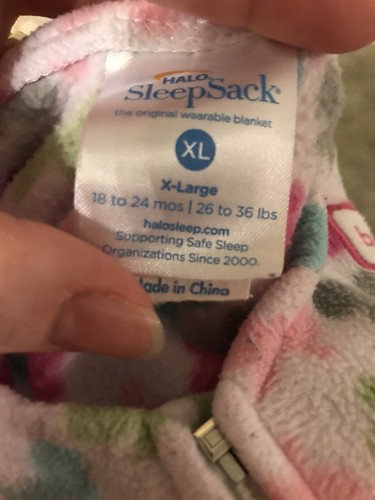 HALO
SleepSack®
the original wearable blanket
XL
X-Large
18 to 24 mos | 26 to 36 lbs
halosleep.com
Supporting Safe Sleep
Organizations Since 2000.
Made in China